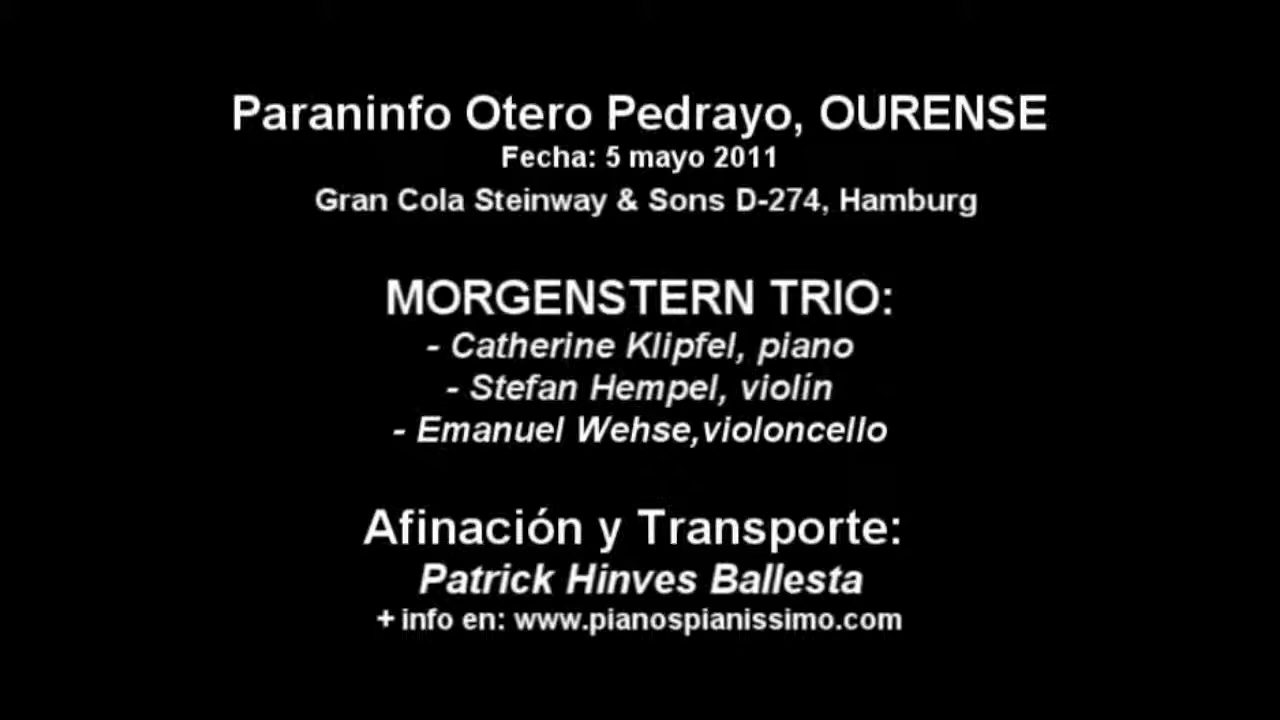 Paraninfo Otero Pedrayo, OURENSE
Fecha: 5 mayo 2011
Gran Cola Steinway & Sons D-274, Hamburg
MORGENSTERN TRIO:
- Catherine Klipfel, piano
- Stefan Hempel, violín
- Emanuel Wehse,violoncello
Afinación y Transporte:
Patrick Hinves Ballesta
+ info en: www.pianospianissimo.com